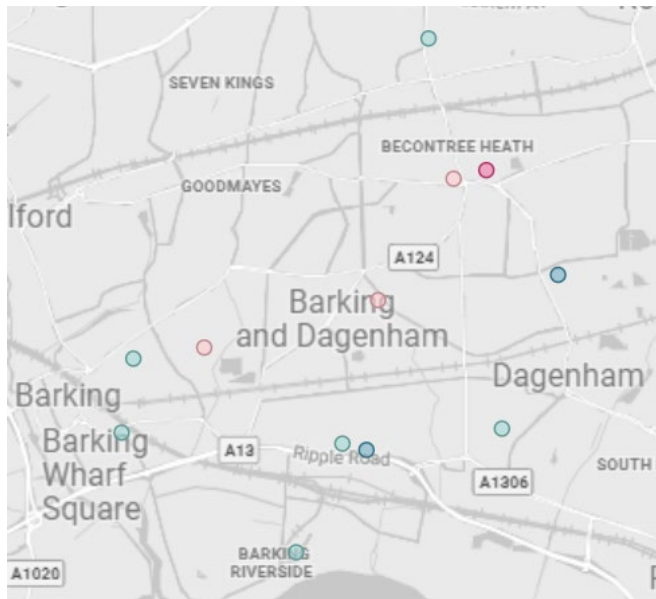 SEVEN KINGS
BECONTREE HEATH
GOODMAYES
Ilford
A124
Barking
and Dagenham
Dagenham
Barking
Barking
Wharf
Square
A13
Ripple Road
A1306
SOUTH
BARKING
RIVERSIDE
A1020